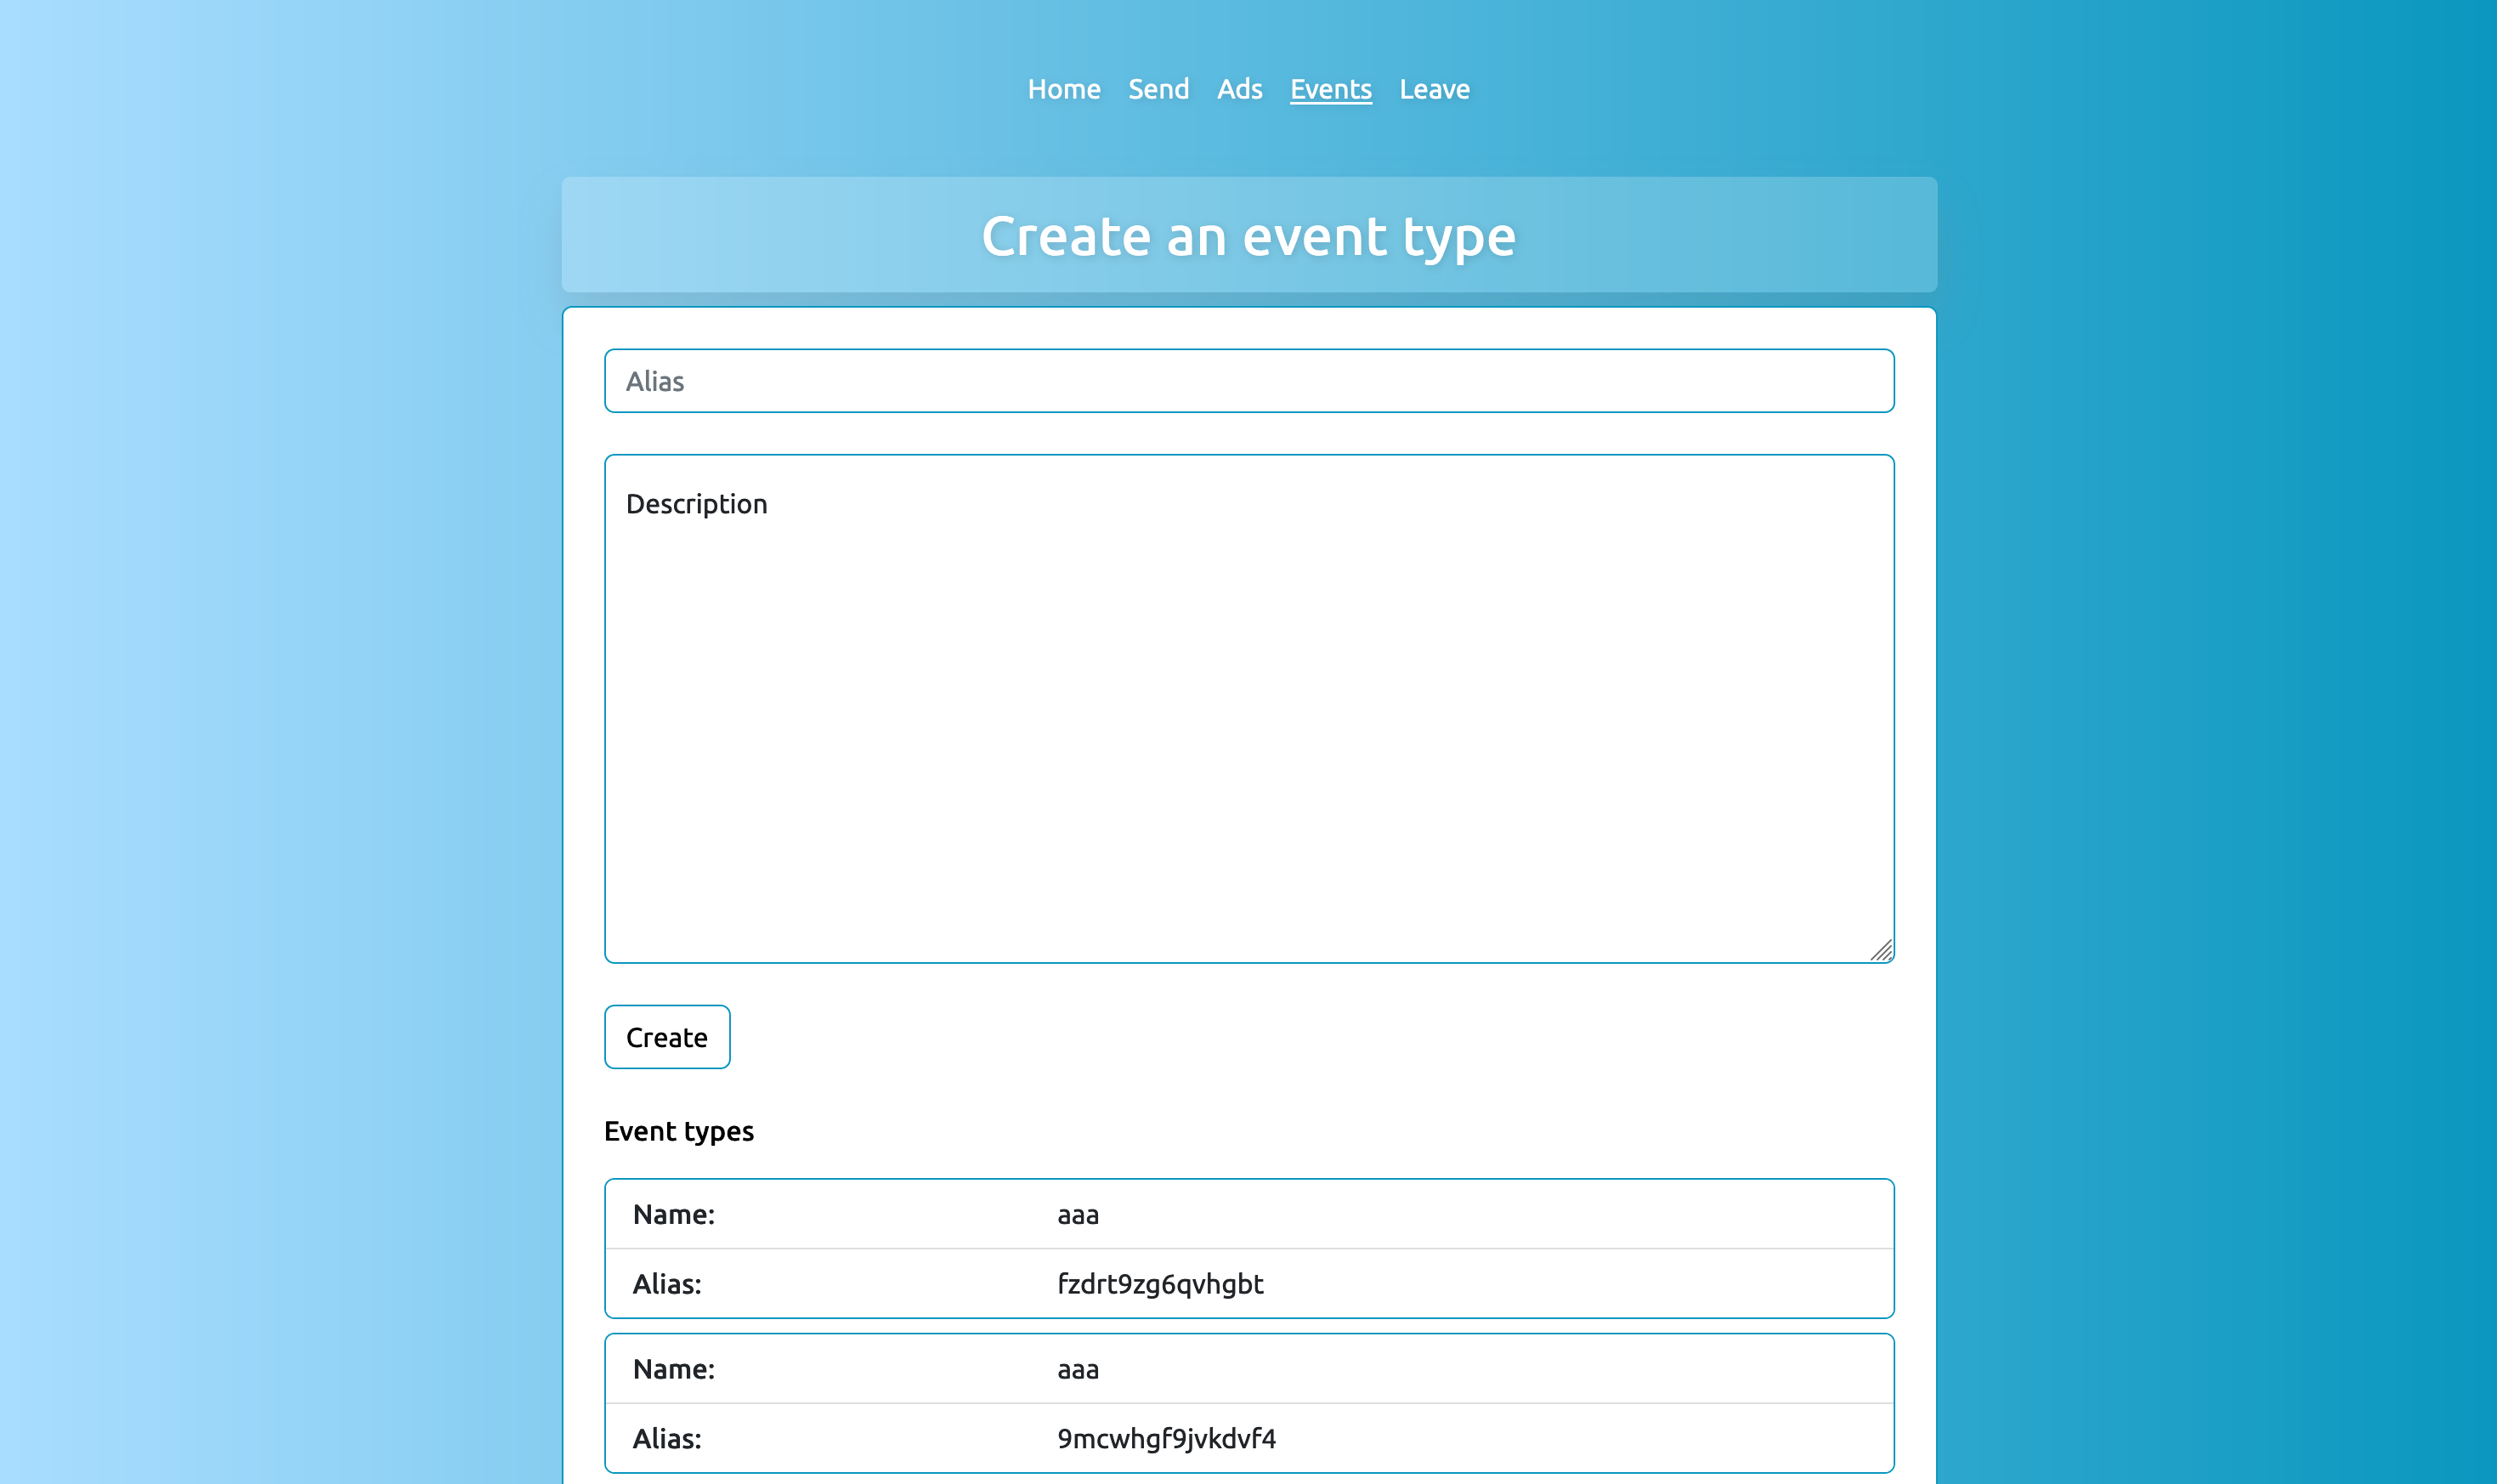 Home Send Ads Events Leave
Create an event type
Alias
Description
Create
Event types
Name: aaa
Alias: fzdrt9zg6qvhgbt
Name: aaa
Alias: 9mcwhgf9jvkdvf4